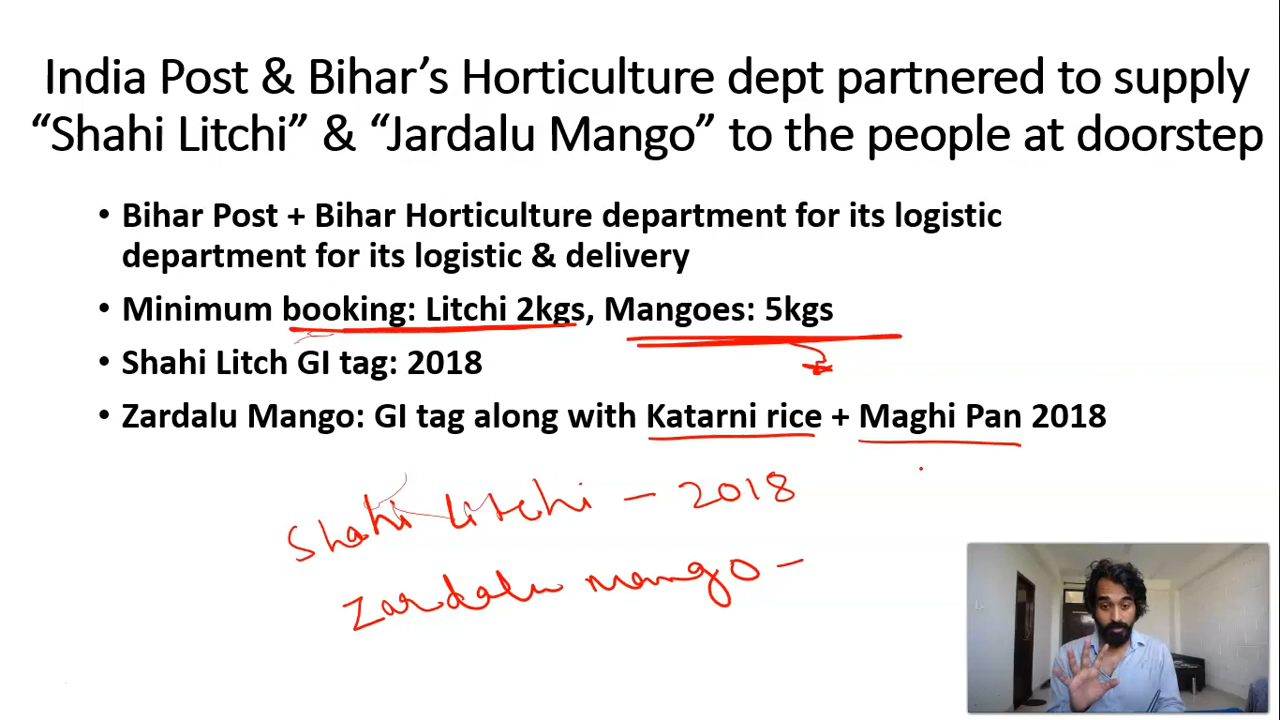 India Post & Bihar's Horticulture dept partnered to supply
"Shahi Litchi" & "Jardalu Mango" to the people at doorstep
• Bihar Post + Bihar Horticulture department for its logistic
department for its logistic & delivery
• Minimum booking: Litchi 2kgs, Mangoes: 5kgs
• Shahi Litch GI tag: 2018
• Zardalu Mango: GI tag along with Katarni rice + Maghi Pan 2018
Shahi Litchi - 2018
Zardalu mango -